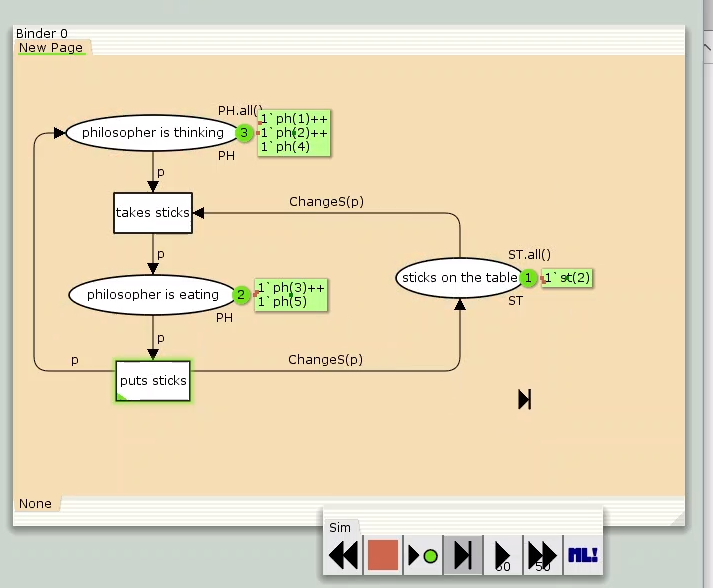 Binder 0
New Page
PH.all()
philosopher is thinking
3
1`ph(1)++
1`ph(2)++
1`ph(4)
PH
p
takes sticks
ChangeS(p)
p
ST.all()
sticks on the table
1
1`st(2)
ST
philosopher is eating
2
1`ph(3)++
1`ph(5)
PH
p
p
ChangeS(p)
puts sticks
None
Sim
50
50
ML!